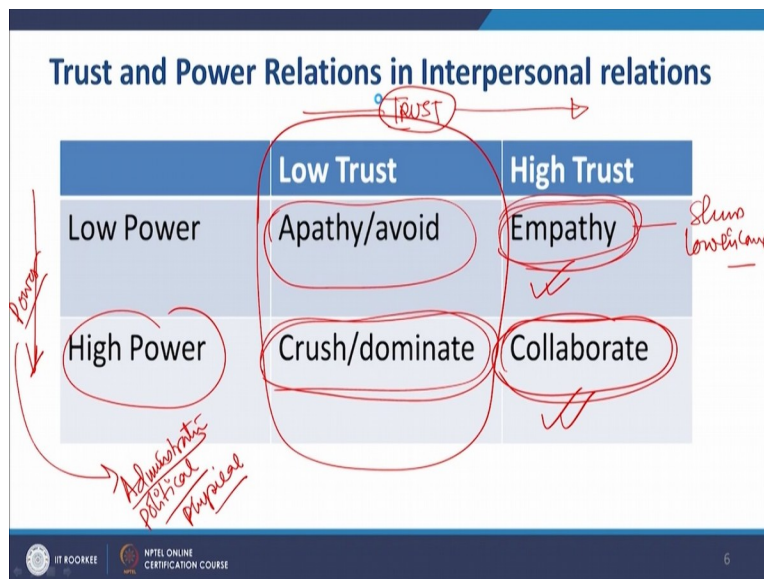 Trust and Power Relations in Interpersonal relations
TRUST
Low Trust High Trust
Low Power Apathy/avoid Empathy
Power
High Power Crush/dominate Collaborate
political
physical
IIT ROORKEE NPTEL ONLINE
CERTIFICATION COURSE 6